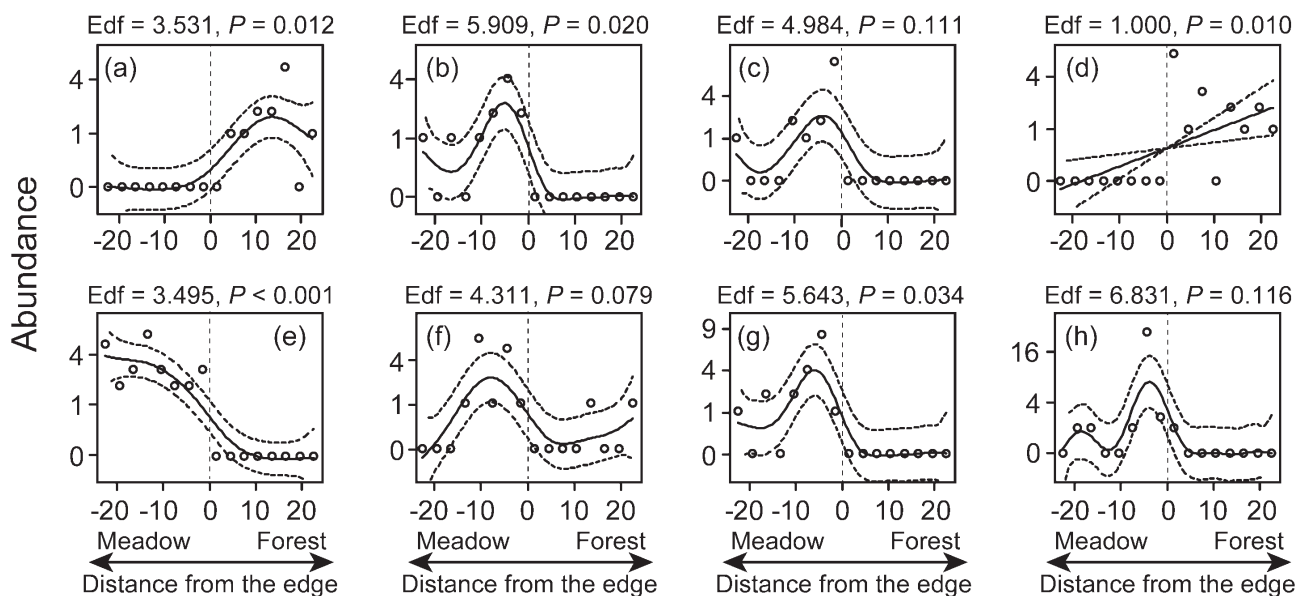 Edf = 3.531, P = 0.012
Edf = 5.909, P = 0.020
Edf = 4.984, P = 0.111
Edf = 1.000, P = 0.010
(a)
(b)
(c)
(d)
4
1
0
4
1
0
4
1
0
4
1
0
-20 -10 0 10 20
-20 -10 0 10 20
-20 -10 0 10 20
-20 -10 0 10 20
Abundance
Edf = 3.495, P < 0.001
Edf = 4.311, P = 0.079
Edf = 5.643, P = 0.034
Edf = 6.831, P = 0.116
(e)
(f)
(g)
(h)
4
1
0
4
1
0
9
4
1
0
16
4
0
-20 -10 0 10 20
-20 -10 0 10 20
-20 -10 0 10 20
-20 -10 0 10 20
Meadow Forest
Meadow Forest
Meadow Forest
Meadow Forest
Distance from the edge
Distance from the edge
Distance from the edge
Distance from the edge